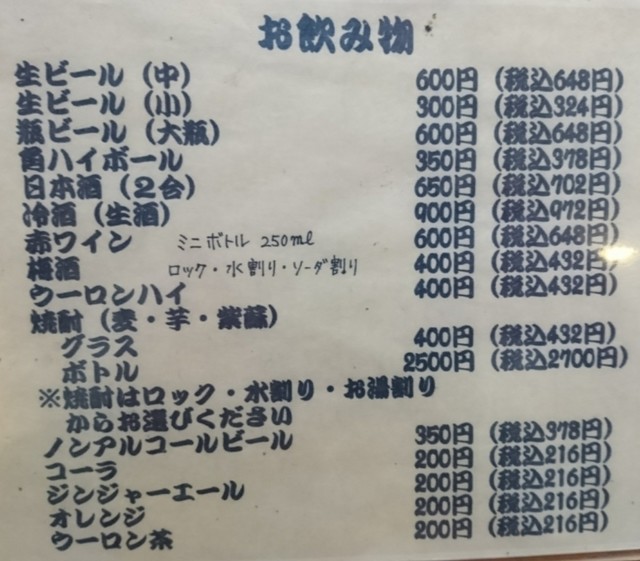 お飲み物
生ビール（中） 600円（税込648円）
生ビール（小） 300円（税込324円）
瓶ビール（大瓶） 600円（税込648円）
角ハイボール 350円（税込378円）
日本酒（２合） 650円（税込702円）
冷酒（生酒） 900円（税込972円）
赤ワイン ミニボトル 250ml 600円（税込648円）
梅酒 ロック・水割り・ソーダ割り 400円（税込432円）
ウーロンハイ 400円（税込432円）
焼酎（麦・芋・紫蘇）
グラス 400円（税込432円）
ボトル 2500円（税込2700円）
※焼酎はロック・水割り・お湯割り
からお選びください
ノンアルコールビール 350円（税込378円）
コーラ 200円（税込216円）
ジンジャーエール 200円（税込216円）
オレンジ 200円（税込216円）
ウーロン茶 200円（税込216円）